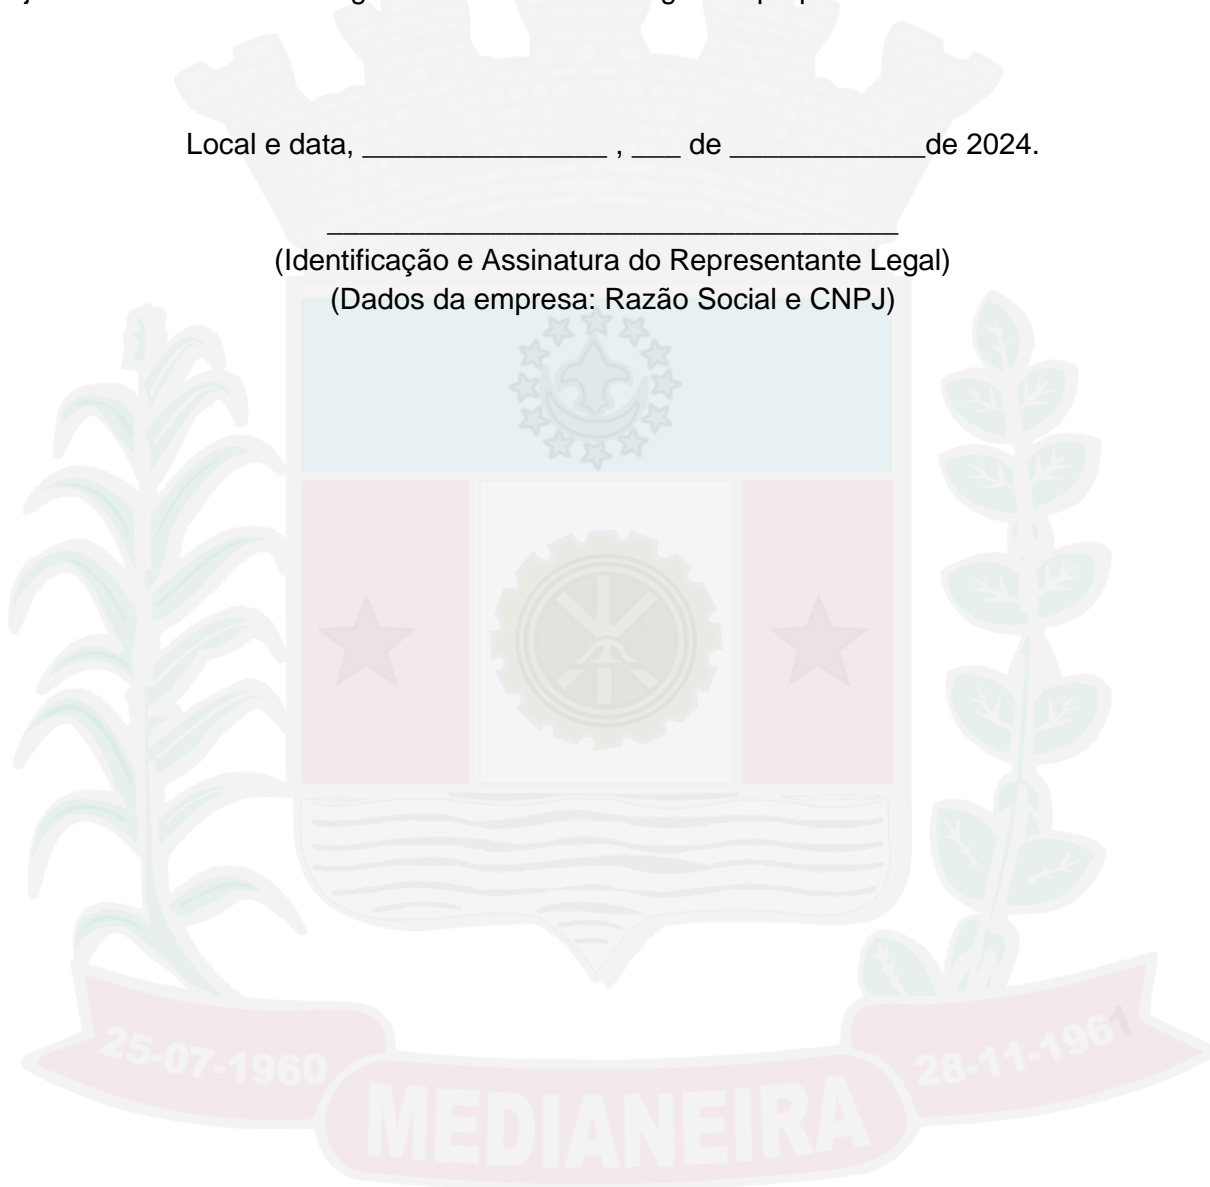 Local e data, _______________ , ___ de ____________de 2024.
___________________________________
(Identificação e Assinatura do Representante Legal)
(Dados da empresa: Razão Social e CNPJ)
25-07-1960
28-11-1961
MEDIANEIRA